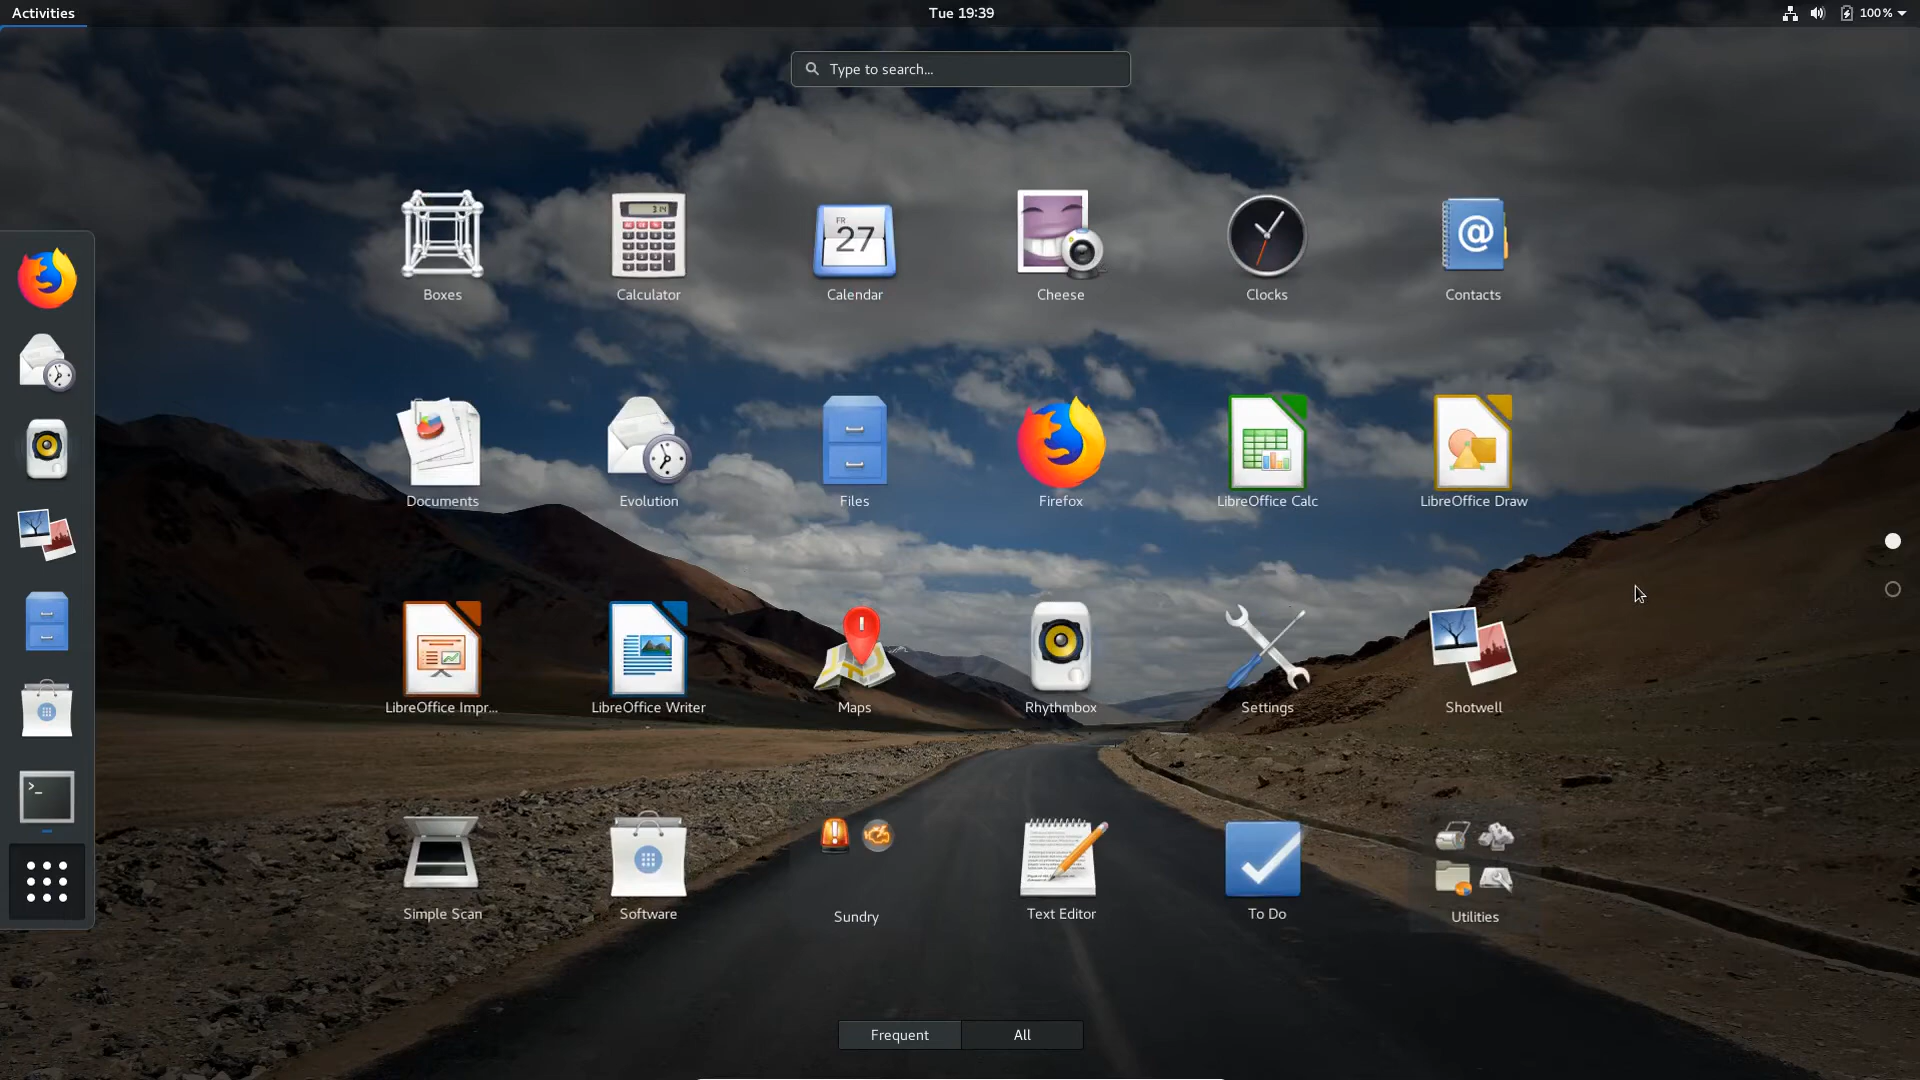 Activities
Tue 19:39
100%
Type to search...
Boxes
314
Calculator
FR
27
Calendar
Cheese
Clocks
@
Contacts
Documents
Evolution
Files
Firefox
LibreOffice Calc
LibreOffice Draw
LibreOffice Impr...
LibreOffice Writer
Maps
Rhythmbox
Settings
Shotwell
>_
Simple Scan
Software
Sundry
Text Editor
To Do
Utilities
Frequent
All